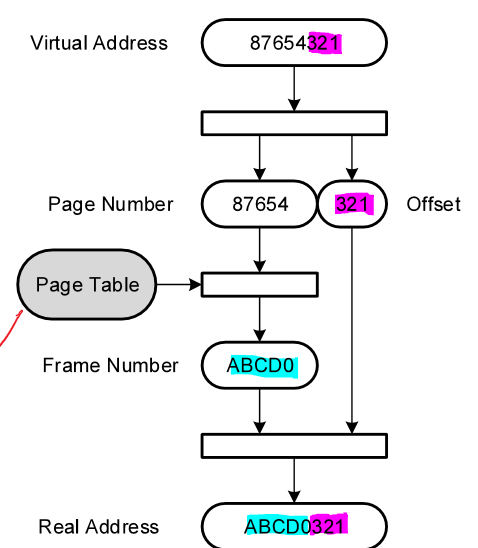 Virtual Address 87654321
Page Number 87654 321 Offset
Page Table
Frame Number ABCD0
Real Address ABCD0321